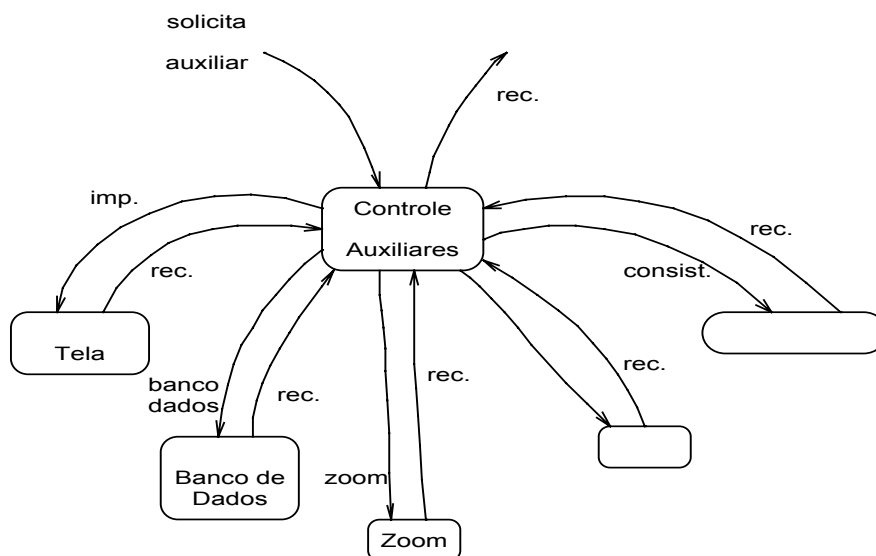 solicita
auxiliar
rec.
Controle
Auxiliares
imp.
rec.
rec.
consist.
Tela
banco
dados
rec.
rec.
rec.
Banco de
Dados
zoom
Zoom